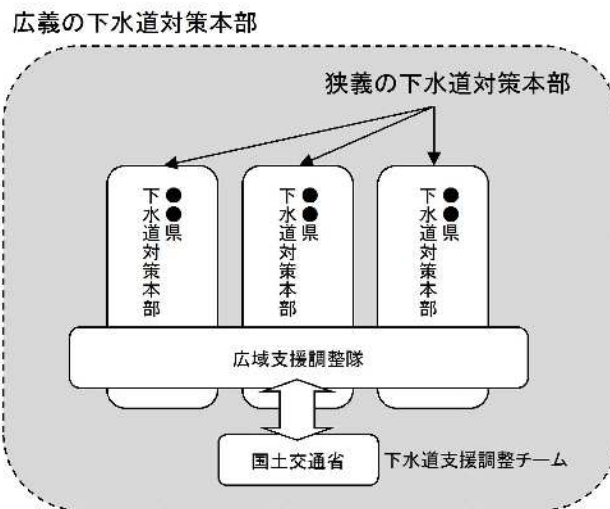 広義の下水道対策本部
狭義の下水道対策本部
●●県
下水道対策本部
●●県
下水道対策本部
●●県
下水道対策本部
広域支援調整隊
国土交通省
下水道支援調整チーム